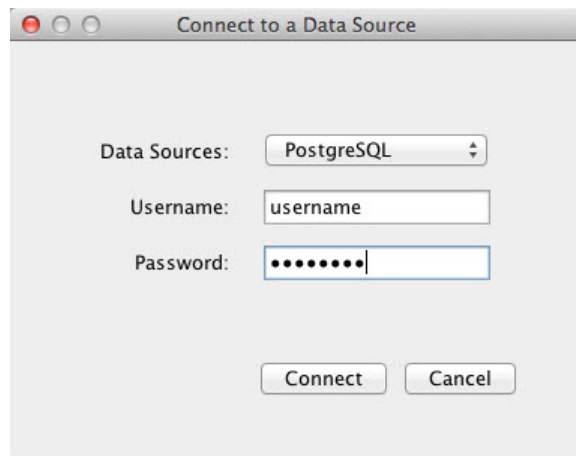 Connect to a Data Source
Data Sources: PostgreSQL
Username: username
Password: ••••••••
Connect Cancel